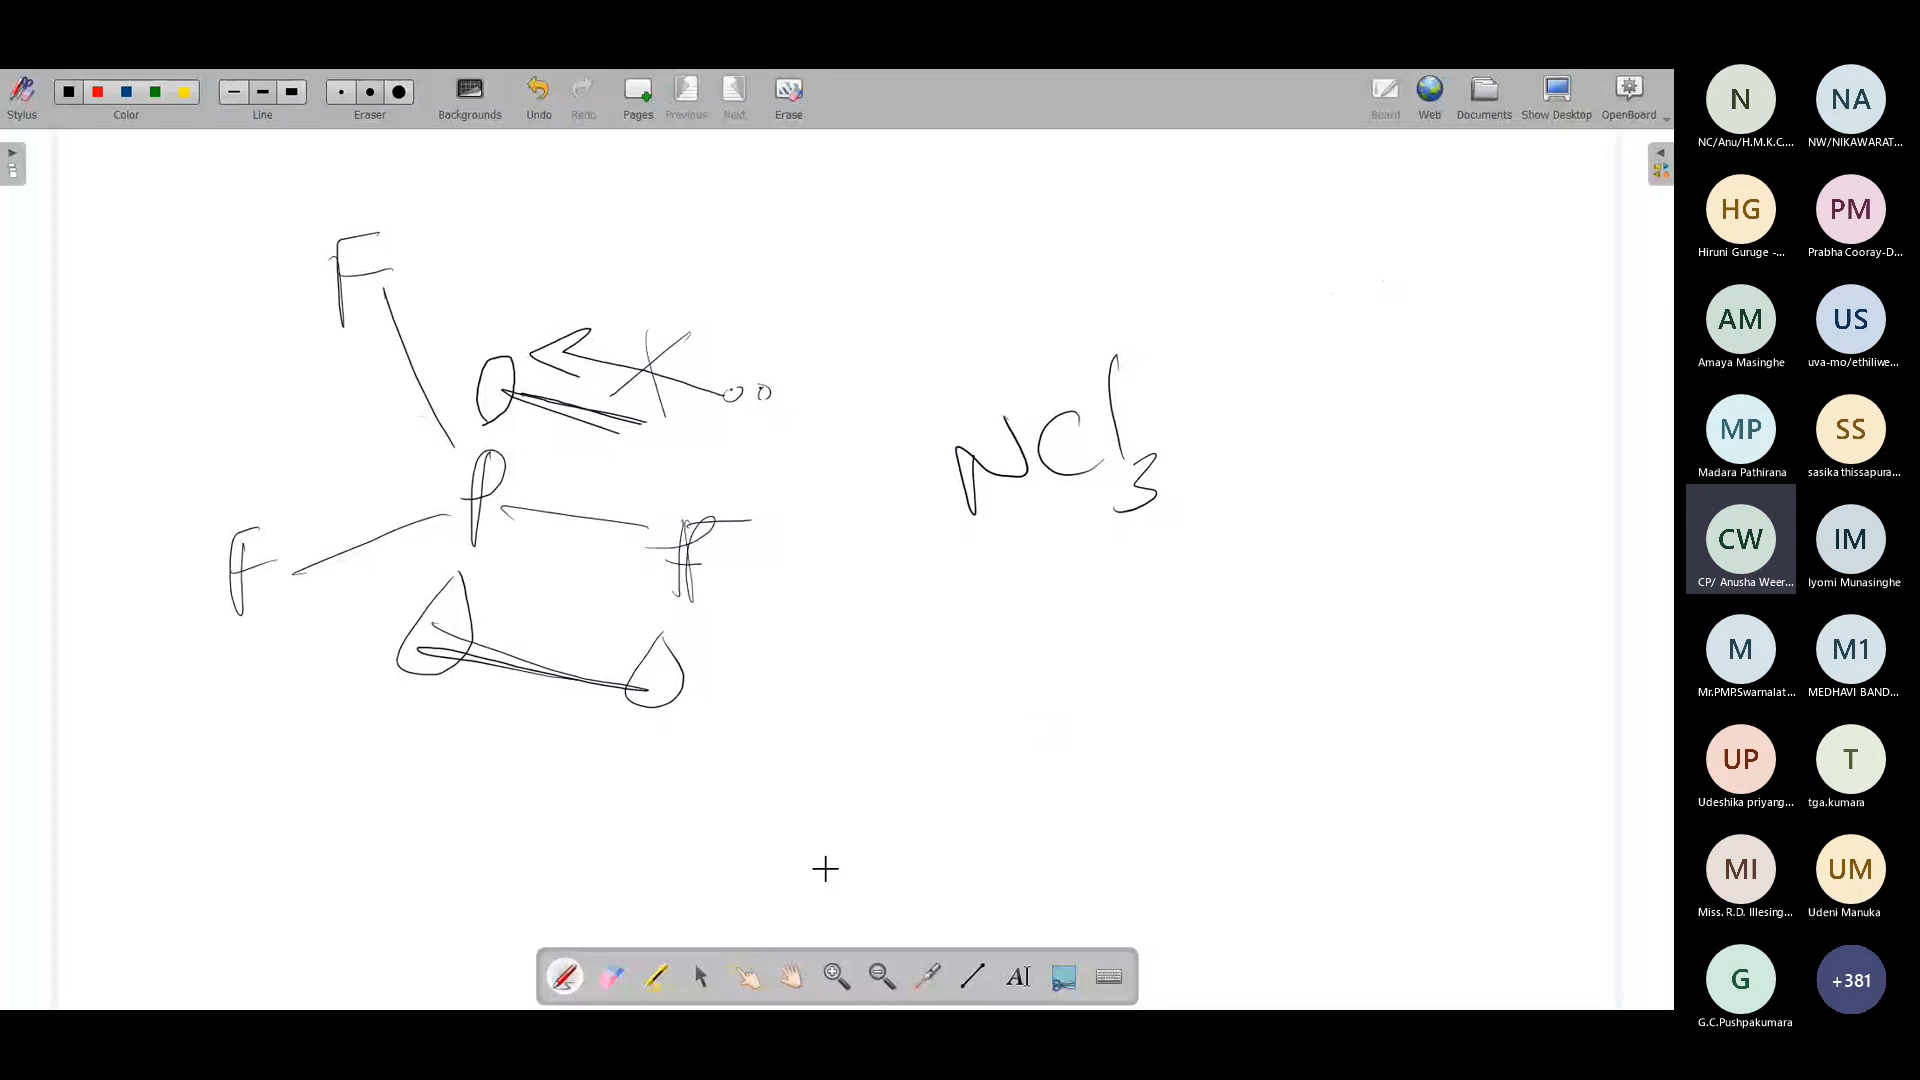 Stylus
Color
Line
Eraser
Backgrounds
Undo
Redo
Pages
Previous
Next
Erase
Board
Web
Documents
Show Desktop
OpenBoard
F
P
F
F
NCl3
N
NC/Anu/H.M.K.C....
NA
NW/NIKAWARAT...
HG
Hiruni Guruge -...
PM
Prabha Cooray-D...
AM
Amaya Masinghe
US
uva-mo/ethiliwe...
MP
Madara Pathirana
SS
sasika thissapura...
CW
CP/ Anusha Weer...
IM
Iyomi Munasinghe
M
Mr.PMP.Swarnalat...
M1
MEDHAVI BAND...
UP
Udeshika priyang...
T
tga.kumara
MI
Miss. R.D. Illesing...
UM
Udeni Manuka
G
G.C.Pushpakumara
+381
AI